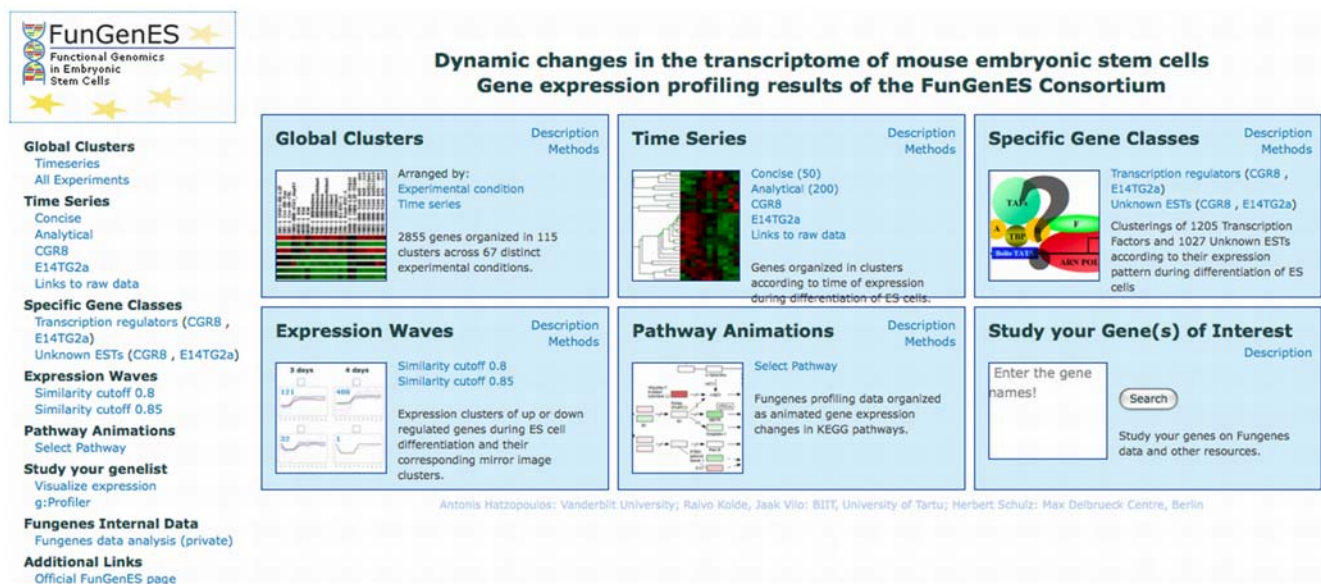 FunGenES
Functional Genomics
in Embryonic
Stem Cells
Dynamic changes in the transcriptome of mouse embryonic stem cells
Gene expression profiling results of the FunGenES Consortium
Global Clusters
Timeseries
All Experiments
Time Series
Concise
Analytical
CGR8
E14TG2a
Links to raw data
Specific Gene Classes
Transcription regulators (CGR8 ,
E14TG2a)
Unknown ESTs (CGR8 , E14TG2a)
Expression Waves
Similarity cutoff 0.8
Similarity cutoff 0.85
Pathway Animations
Select Pathway
Study your genelist
Visualize expression
g:Profiler
Fungenes Internal Data
Fungenes data analysis (private)
Additional Links
Official FunGenES page
Global Clusters
Description
Methods
Arranged by:
Experimental condition
Time series
2855 genes organized in 115
clusters across 67 distinct
experimental conditions.
Time Series
Description
Methods
Concise (50)
Analytical (200)
CGR8
E14TG2a
Links to raw data
Genes organized in clusters
according to time of expression
during differentiation of ES cells.
Specific Gene Classes
Description
Methods
TAFs
?
A
TBP
F
Boîte TATA
ARN POL
Transcription regulators (CGR8 ,
E14TG2a)
Unknown ESTs (CGR8 , E14TG2a)
Clusterings of 1205 Transcription
Factors and 1027 Unknown ESTs
according to their expression
pattern during differentiation of ES
cells
Expression Waves
Description
Methods
3 days 4 days
121 408
32 1
Similarity cutoff 0.8
Similarity cutoff 0.85
Expression clusters of up or down
regulated genes during ES cell
differentiation and their
corresponding mirror image
clusters.
Pathway Animations
Description
Methods
Select Pathway
Fungenes profiling data organized
as animated gene expression
changes in KEGG pathways.
Study your Gene(s) of Interest
Description
Enter the gene
names!
Search
Study your genes on Fungenes
data and other resources.
Antonis Hatzopoulos: Vanderbilt University; Raivo Kolde, Jaak Vilo: BIIT, University of Tartu; Herbert Schulz: Max Delbrueck Centre, Berlin